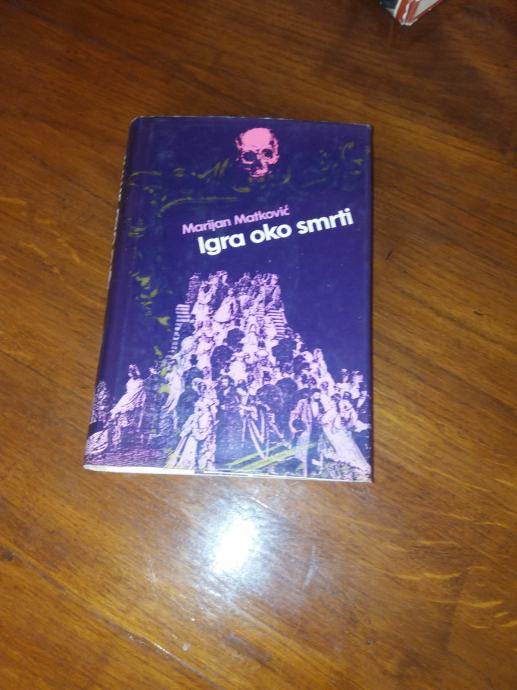 Marijan Matković
Igra oko smrti